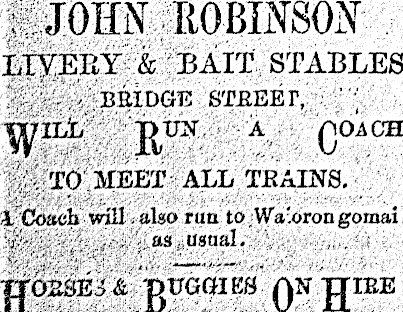 JOHN ROBINSON
LIVERY & BAIT STABLES
BRIDGE STREET,
WILL RUN A COACH
TO MEET ALL TRAINS.
A Coach will also run to Waiorongomai
as usual.
HORSES & BUGGIES ON HIRE